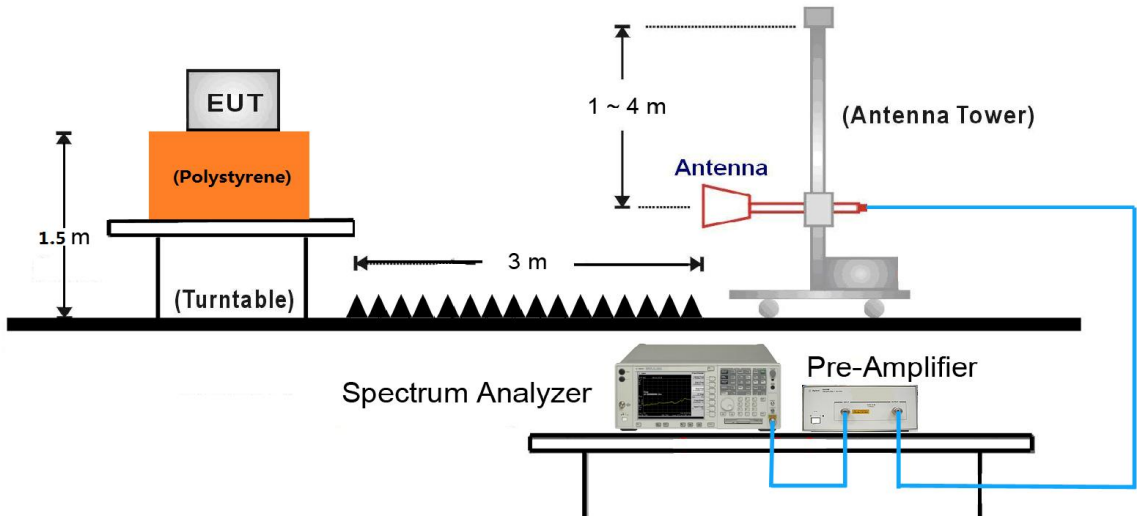 EUT
1 ~ 4 m
(Antenna Tower)
(Polystyrene)
Antenna
1.5 m
3 m
(Turntable)
Pre-Amplifier
Spectrum Analyzer